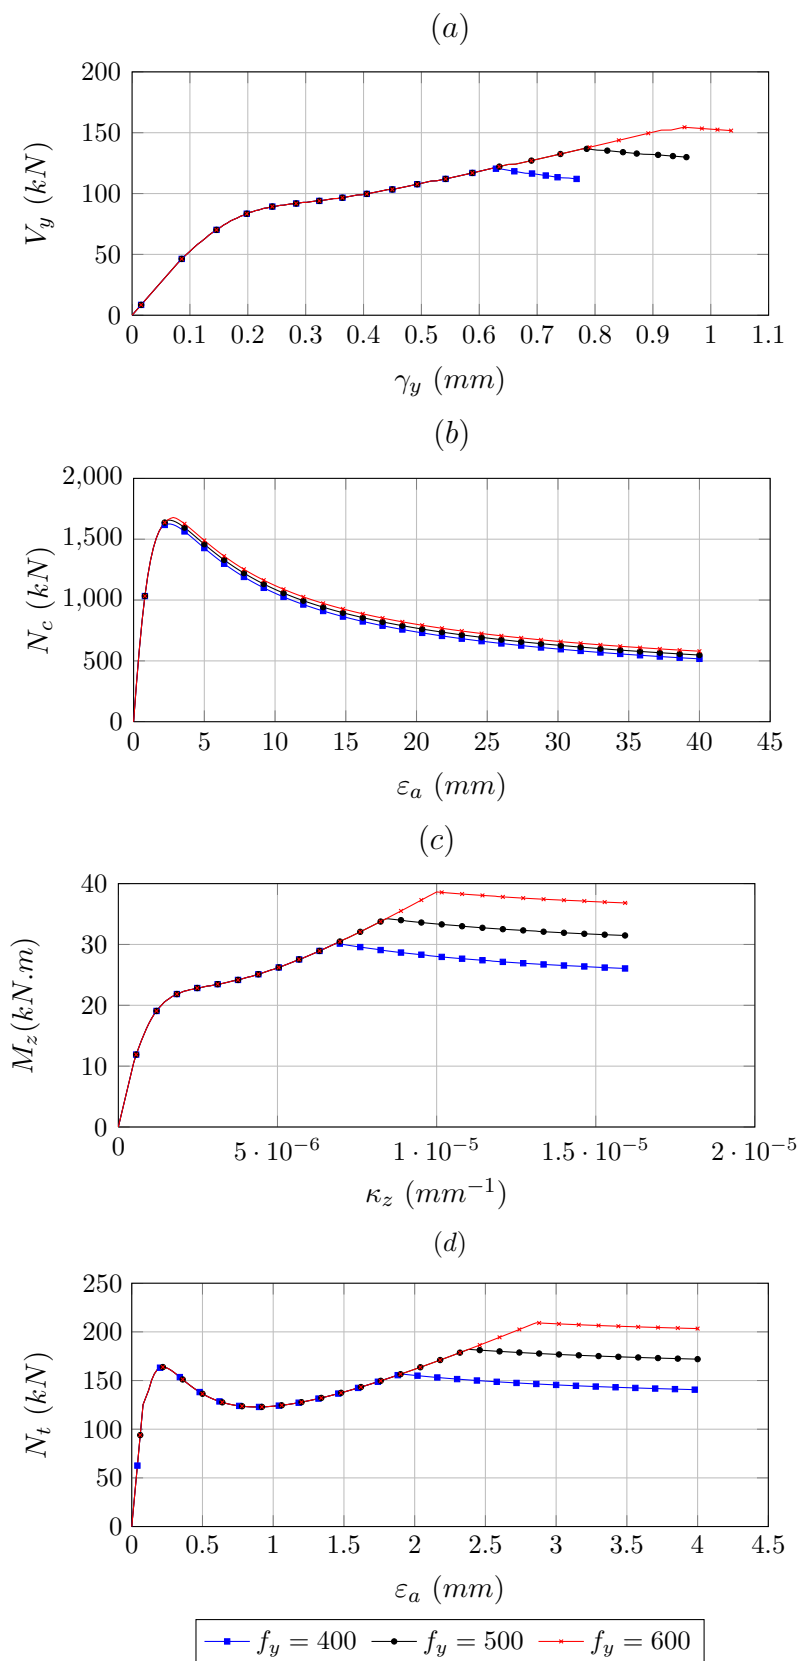 (a)
200
150
100
50
0
V_y (kN)
0 0.1 0.2 0.3 0.4 0.5 0.6 0.7 0.8 0.9 1 1.1
γ_y (mm)
(b)
2,000
1,500
1,000
500
0
N_c (kN)
0 5 10 15 20 25 30 35 40 45
ε_a (mm)
(c)
40
30
20
10
0
M_z(kN.m)
0 5 · 10⁻⁶ 1 · 10⁻⁵ 1.5 · 10⁻⁵ 2 · 10⁻⁵
κ_z (mm⁻¹)
(d)
250
200
150
100
50
0
N_t (kN)
0 0.5 1 1.5 2 2.5 3 3.5 4 4.5
ε_a (mm)
f_y = 400 f_y = 500 f_y = 600